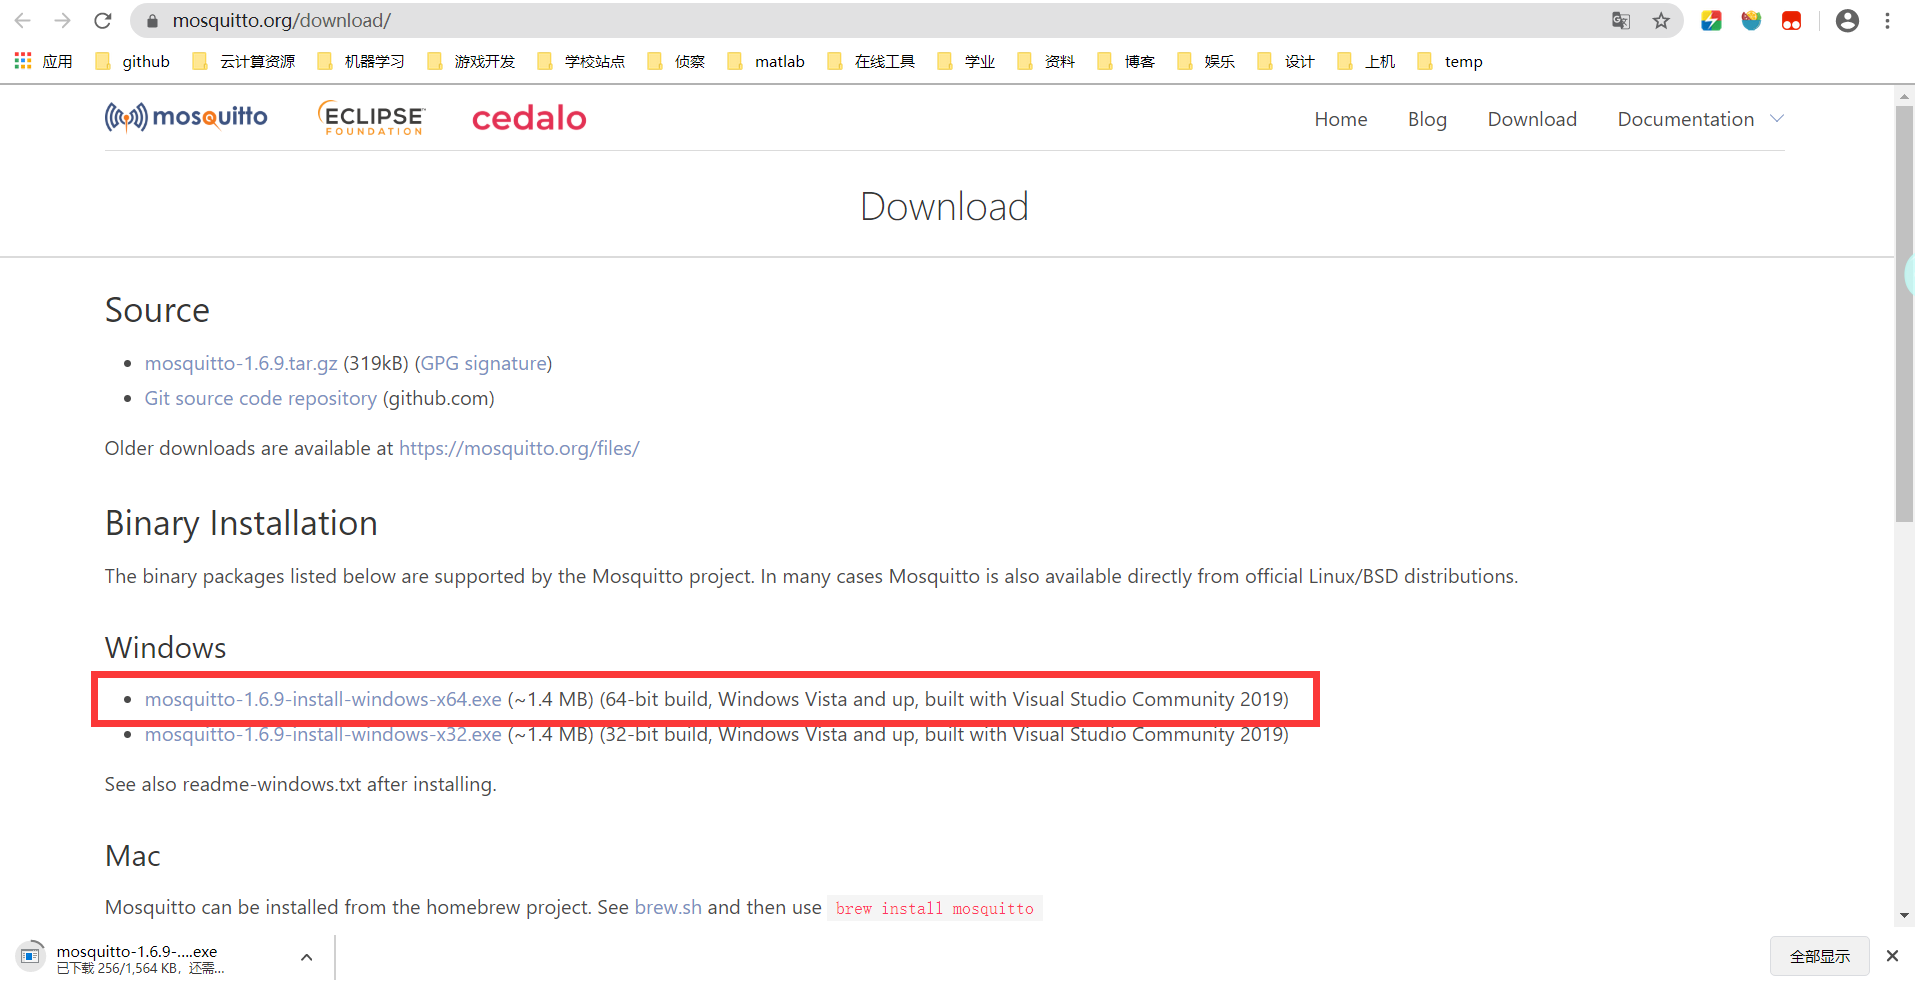 mosquitto.org/download/
应用 github 云计算资源 机器学习 游戏开发 学校站点 侦察 matlab 在线工具 学业 资料 博客 娱乐 设计 上机 temp
mosquitto ECLIPSE FOUNDATION cedalo Home Blog Download Documentation
Download
Source
mosquitto-1.6.9.tar.gz (319kB) (GPG signature)
Git source code repository (github.com)
Older downloads are available at https://mosquitto.org/files/
Binary Installation
The binary packages listed below are supported by the Mosquitto project. In many cases Mosquitto is also available directly from official Linux/BSD distributions.
Windows
mosquitto-1.6.9-install-windows-x64.exe (~1.4 MB) (64-bit build, Windows Vista and up, built with Visual Studio Community 2019)
mosquitto-1.6.9-install-windows-x32.exe (~1.4 MB) (32-bit build, Windows Vista and up, built with Visual Studio Community 2019)
See also readme-windows.txt after installing.
Mac
Mosquitto can be installed from the homebrew project. See brew.sh and then use brew install mosquitto
mosquitto-1.6.9-....exe
已下载 256/1,564 KB，还需...
全部显示